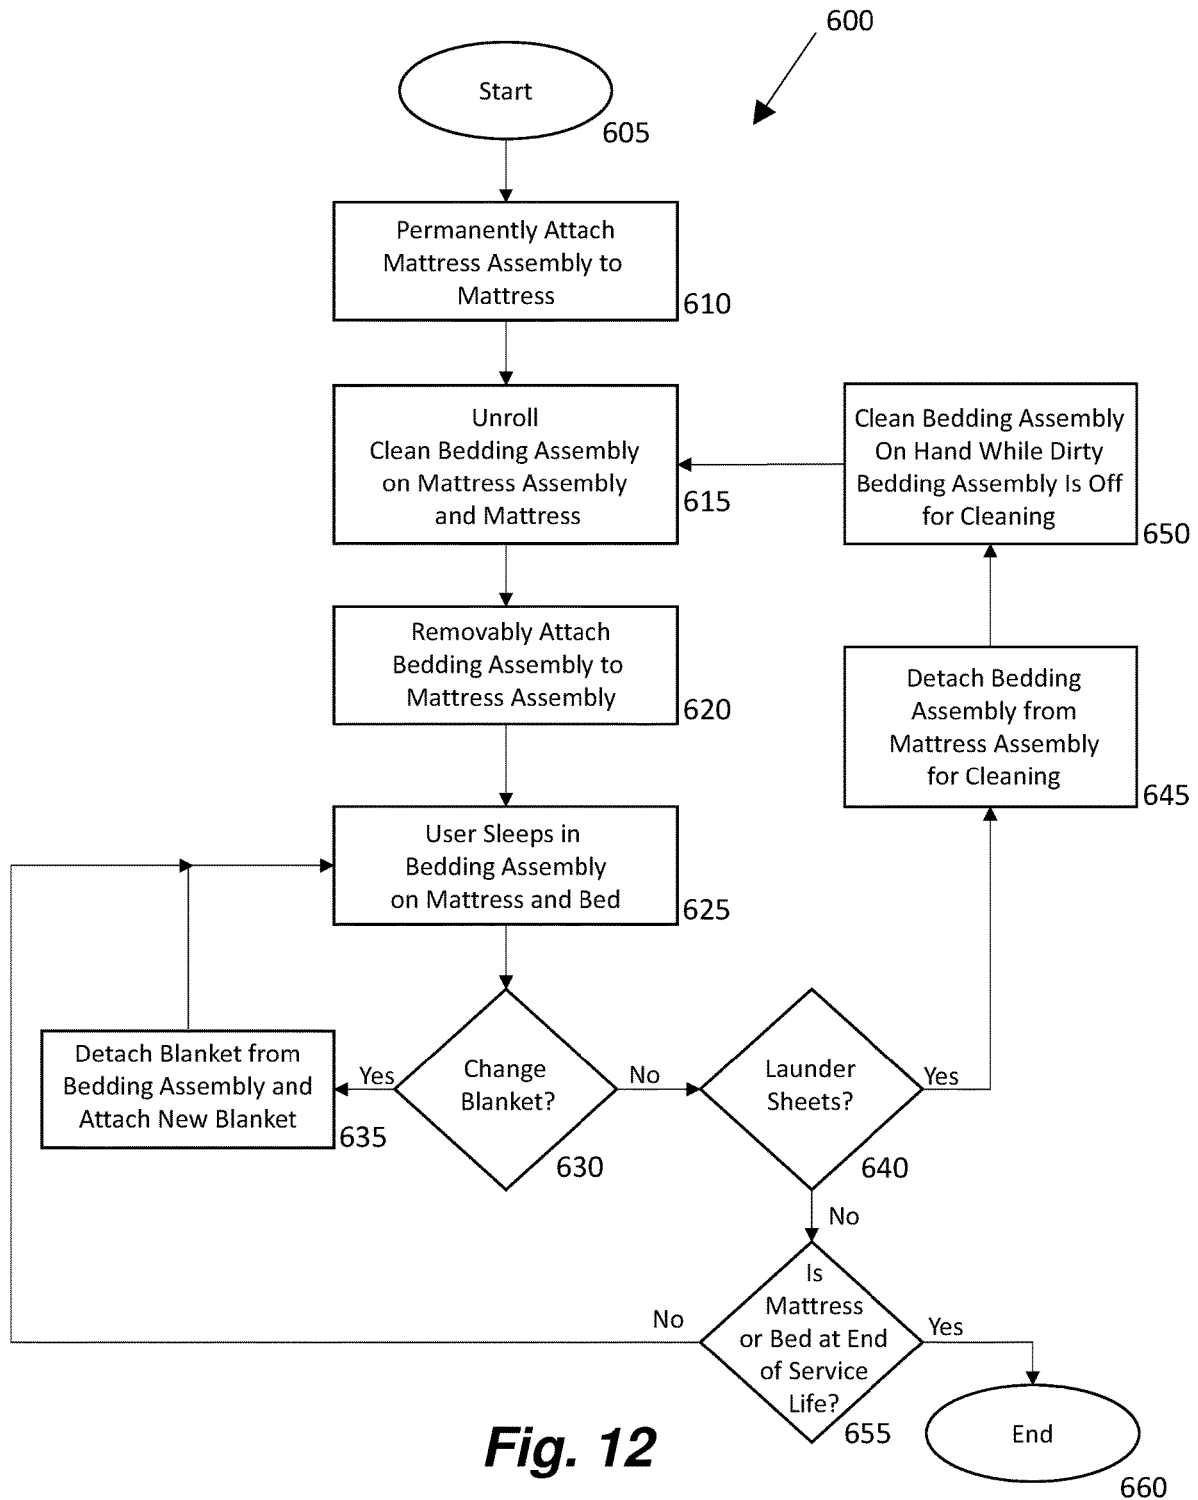 600
Start
605
Permanently Attach
Mattress Assembly to
Mattress
610
Unroll
Clean Bedding Assembly
on Mattress Assembly
and Mattress
615
Clean Bedding Assembly
On Hand While Dirty
Bedding Assembly Is Off
for Cleaning
650
Removably Attach
Bedding Assembly to
Mattress Assembly
620
Detach Bedding
Assembly from
Mattress Assembly
for Cleaning
645
User Sleeps in
Bedding Assembly
on Mattress and Bed
625
Detach Blanket from
Bedding Assembly and
Attach New Blanket
635
Yes
Change
Blanket?
630
No
Launder
Sheets?
640
Yes
No
Is
Mattress
or Bed at End
of Service
Life?
655
No
Yes
End
660
Fig. 12